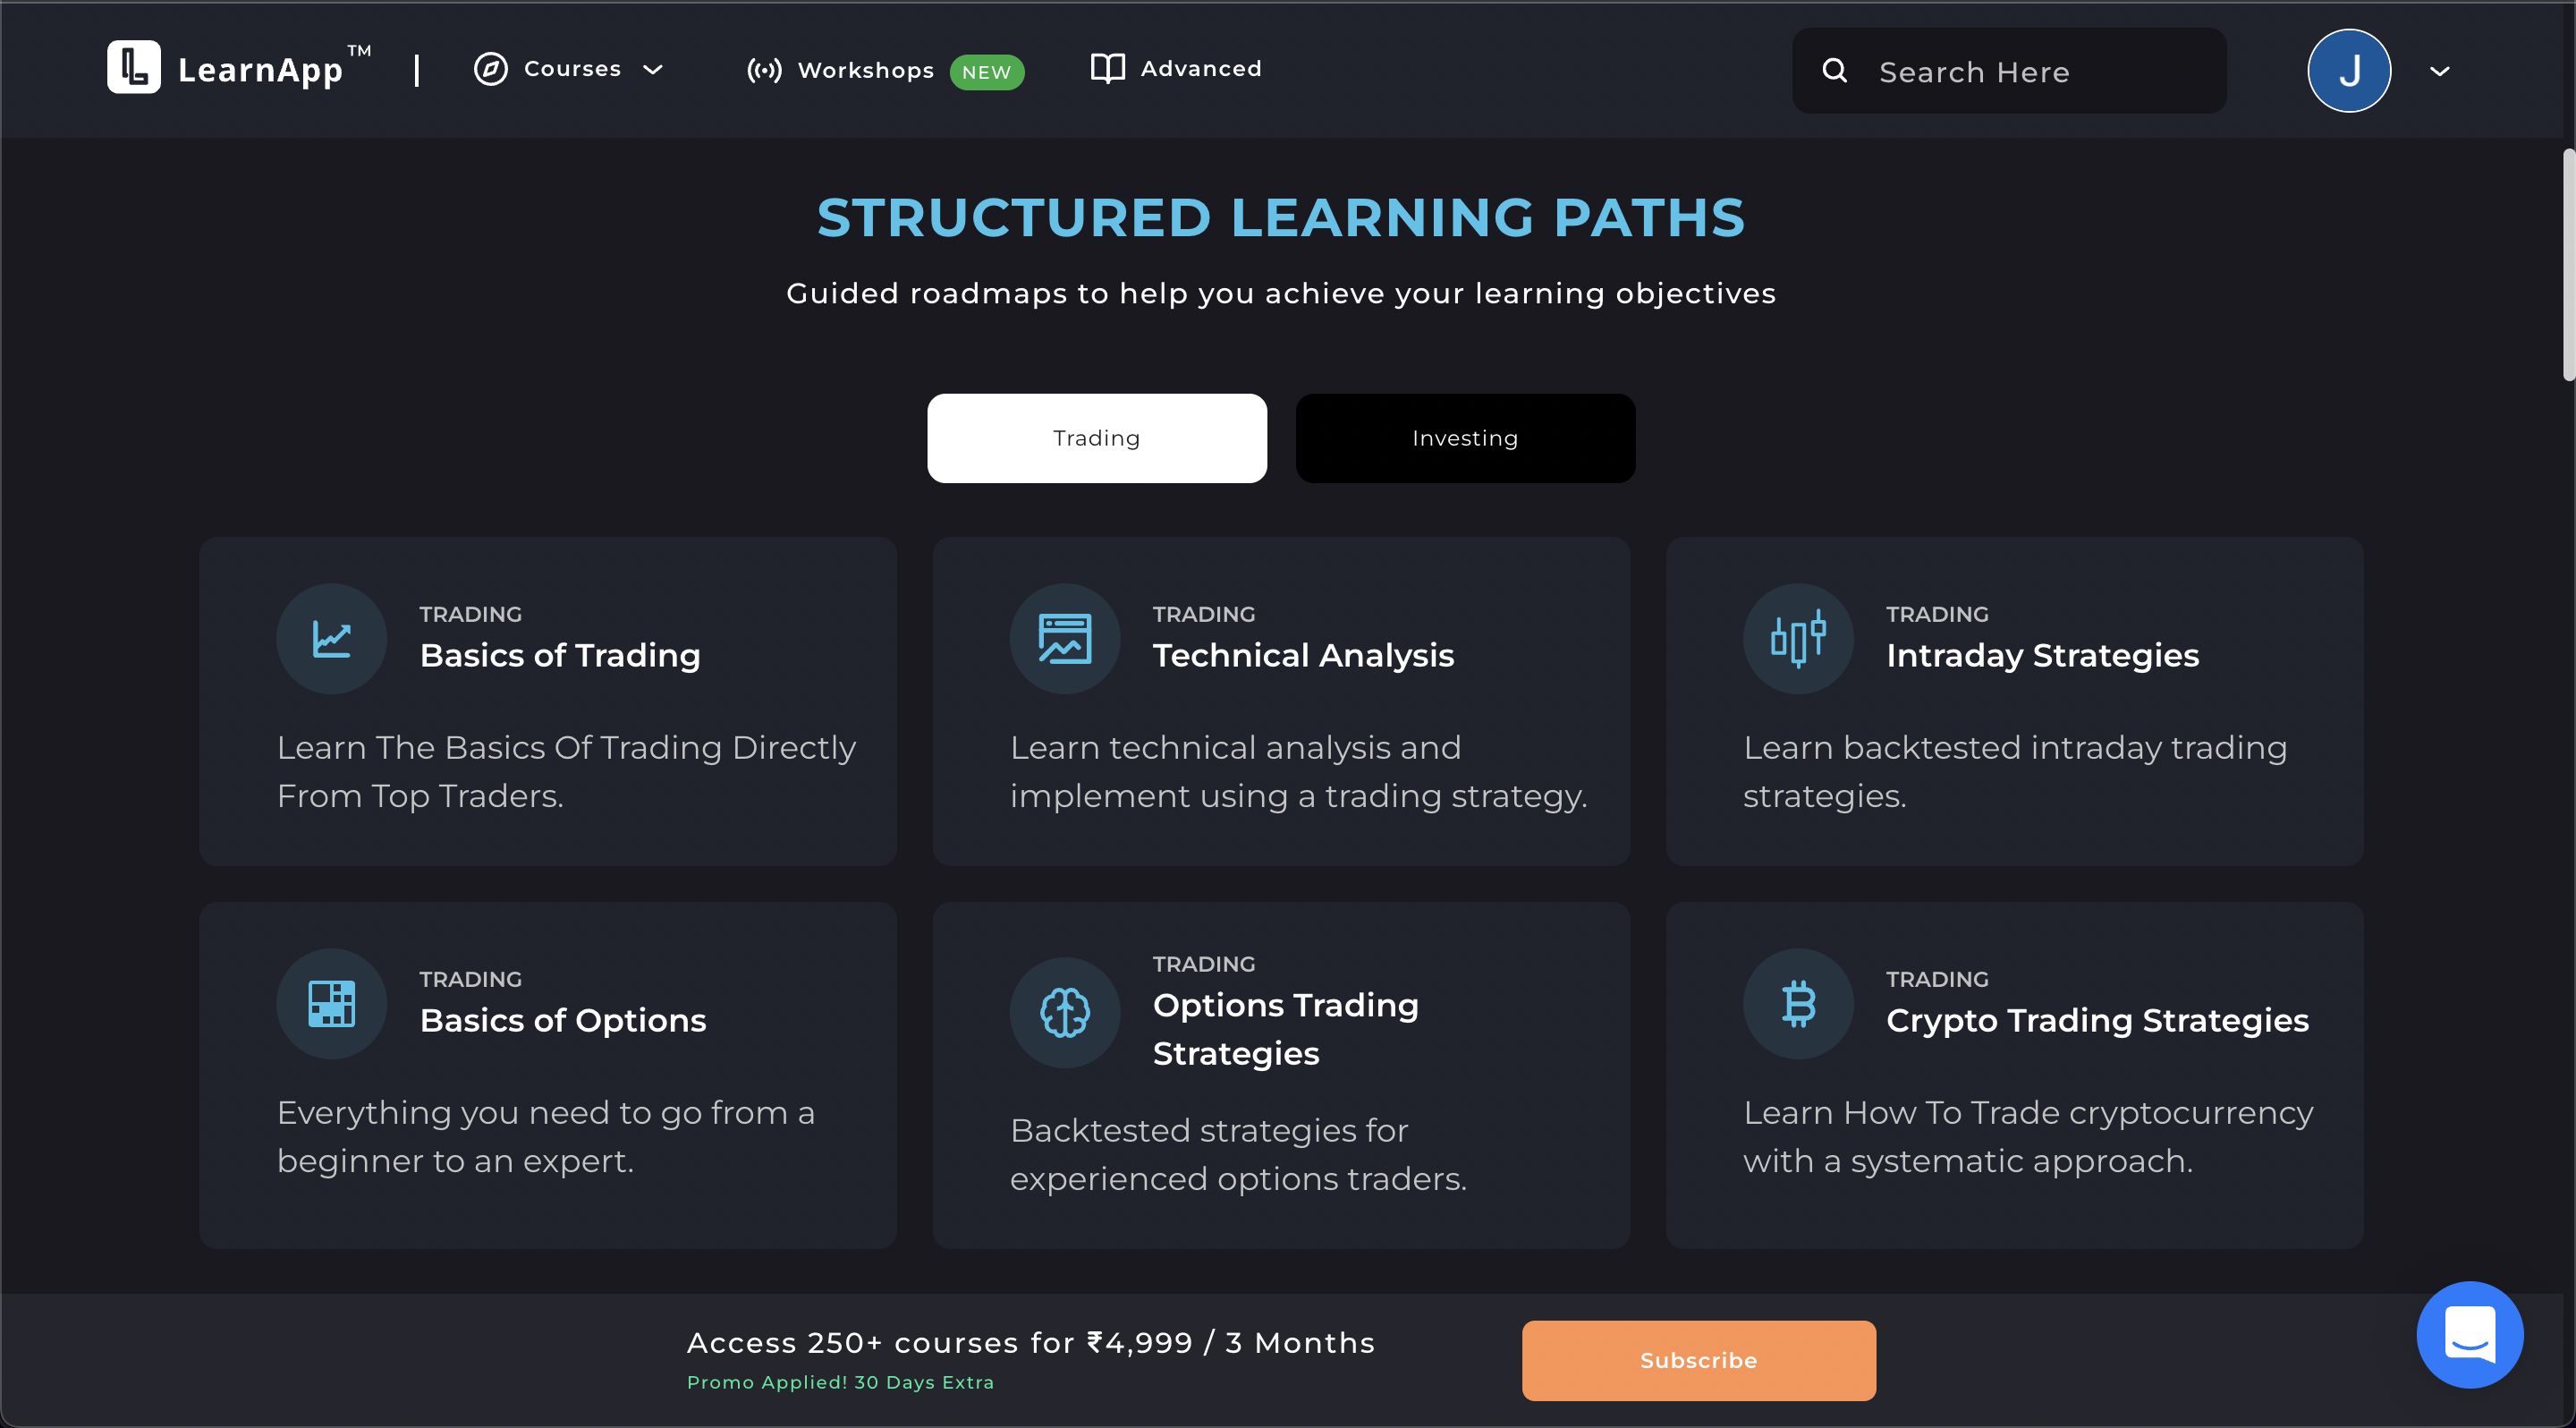 LearnApp™ | Courses Workshops NEW Advanced Search Here J
STRUCTURED LEARNING PATHS
Guided roadmaps to help you achieve your learning objectives
Trading Investing
TRADING
Basics of Trading
Learn The Basics Of Trading Directly
From Top Traders.
TRADING
Technical Analysis
Learn technical analysis and
implement using a trading strategy.
TRADING
Intraday Strategies
Learn backtested intraday trading
strategies.
TRADING
Basics of Options
Everything you need to go from a
beginner to an expert.
TRADING
Options Trading
Strategies
Backtested strategies for
experienced options traders.
TRADING
Crypto Trading Strategies
Learn How To Trade cryptocurrency
with a systematic approach.
Access 250+ courses for ₹4,999 / 3 Months
Promo Applied! 30 Days Extra
Subscribe